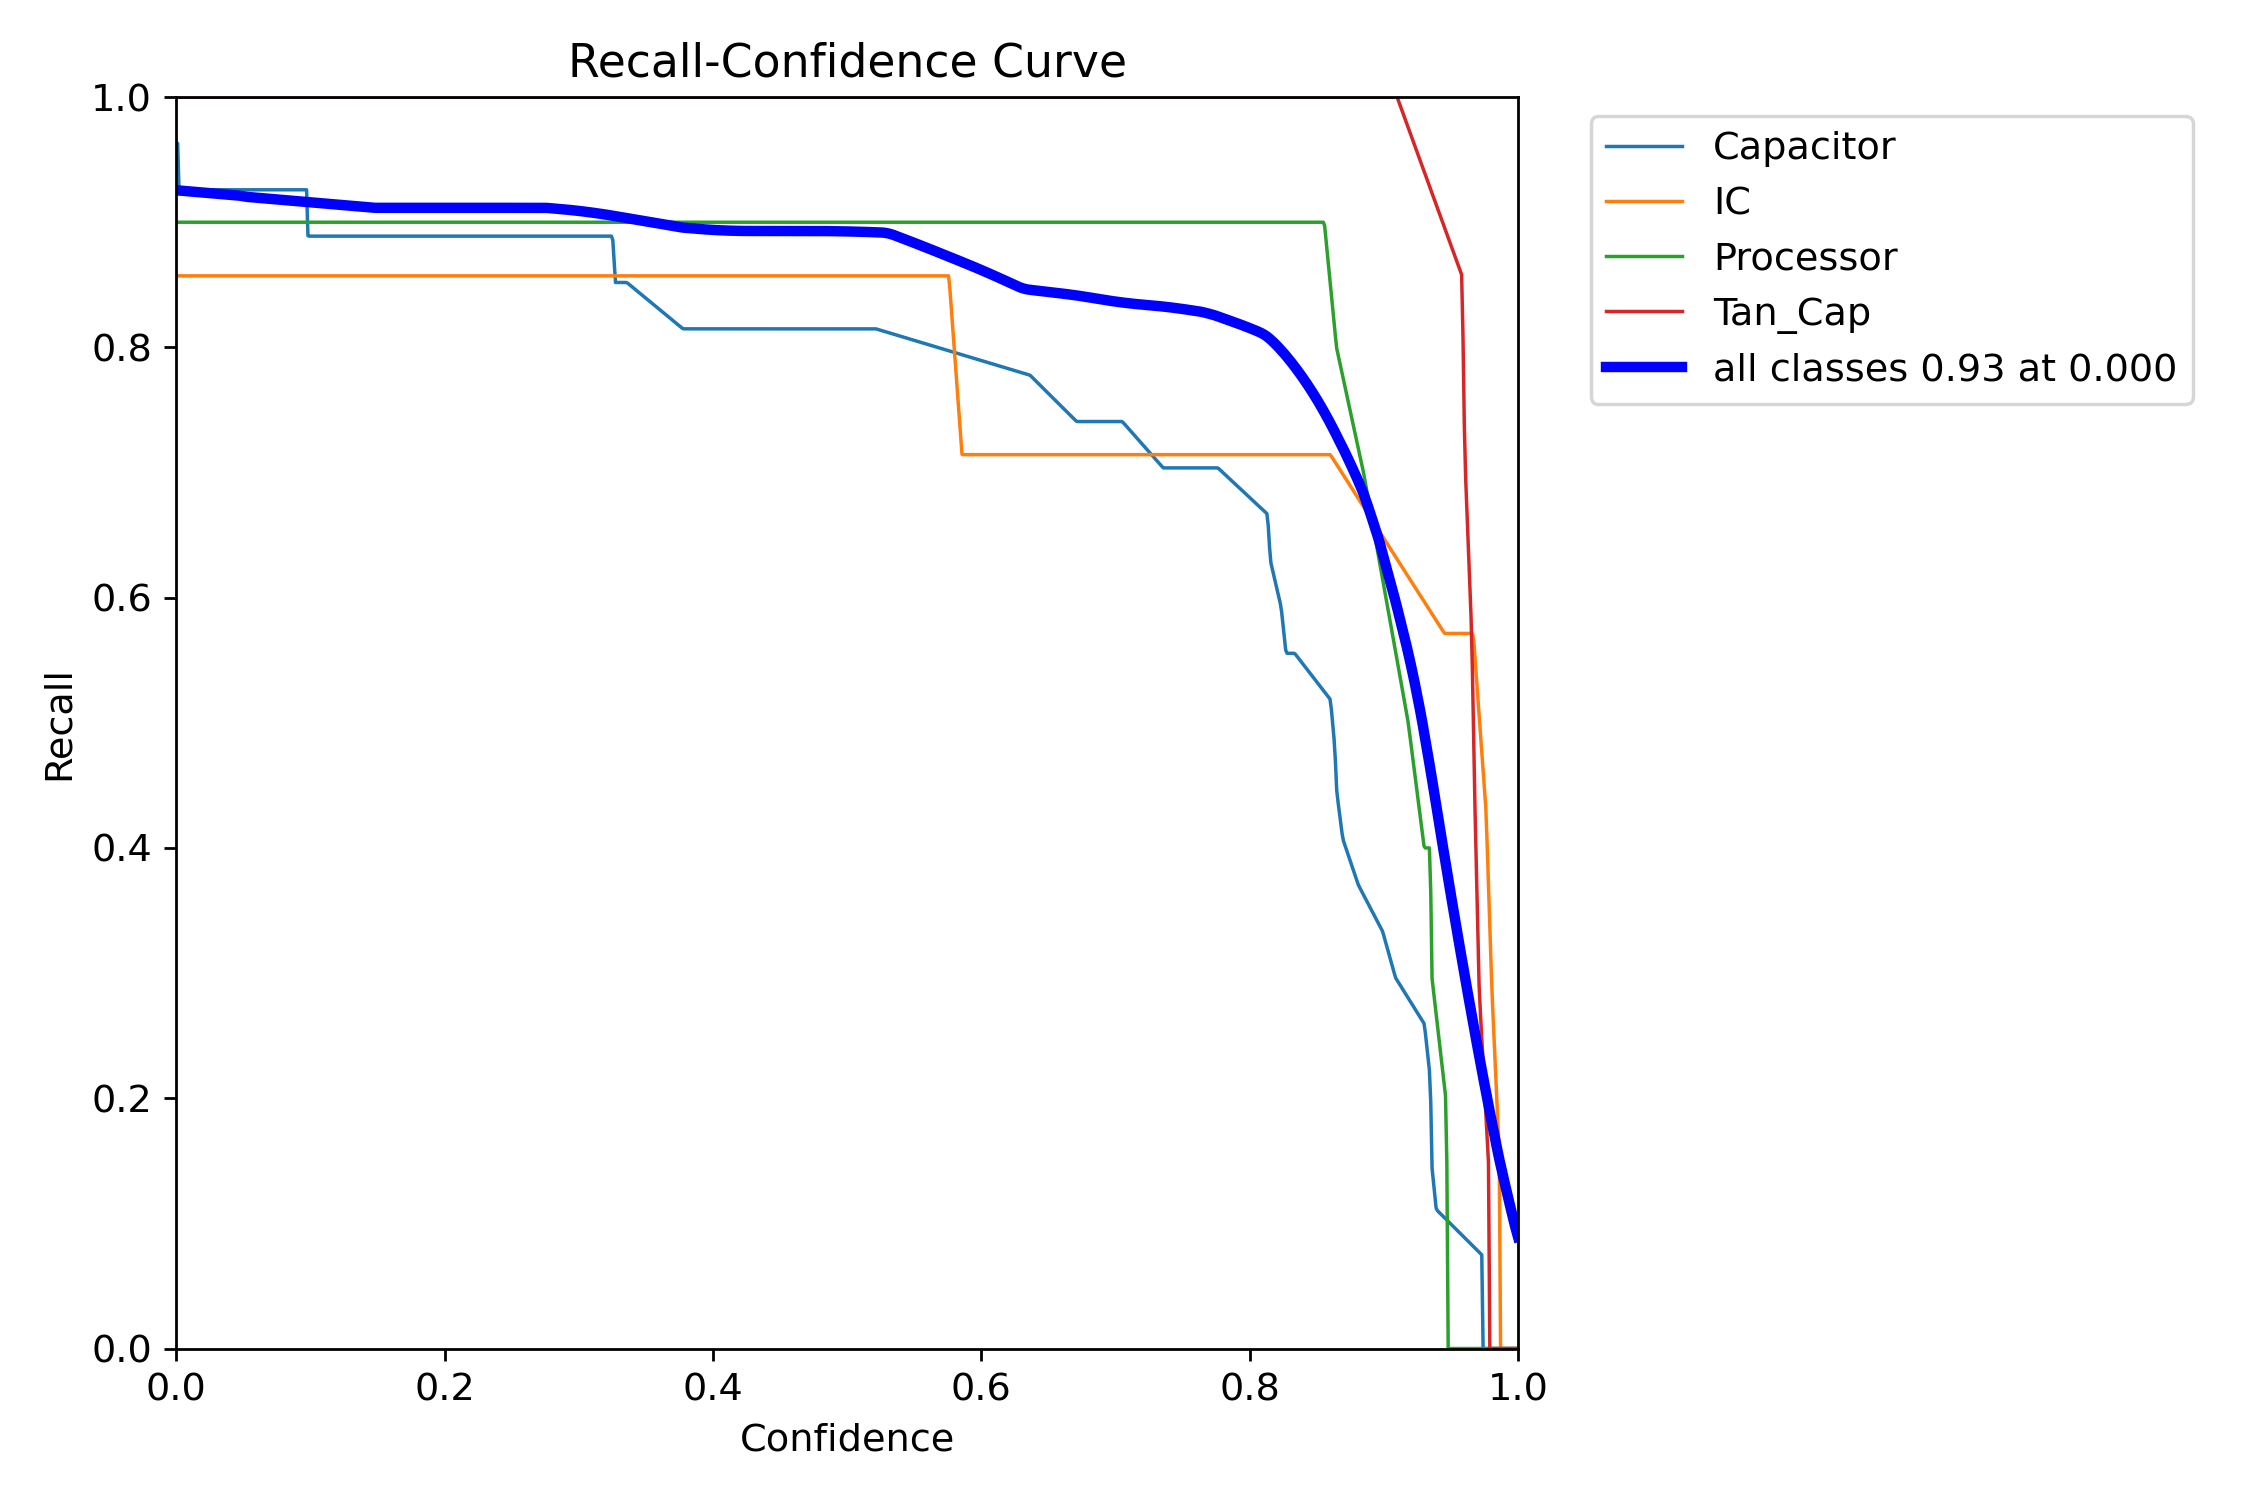 Recall-Confidence Curve
1.0
0.8
0.6
0.4
0.2
0.0
Recall
0.0 0.2 0.4 0.6 0.8 1.0
Confidence
Capacitor
IC
Processor
Tan_Cap
all classes 0.93 at 0.000